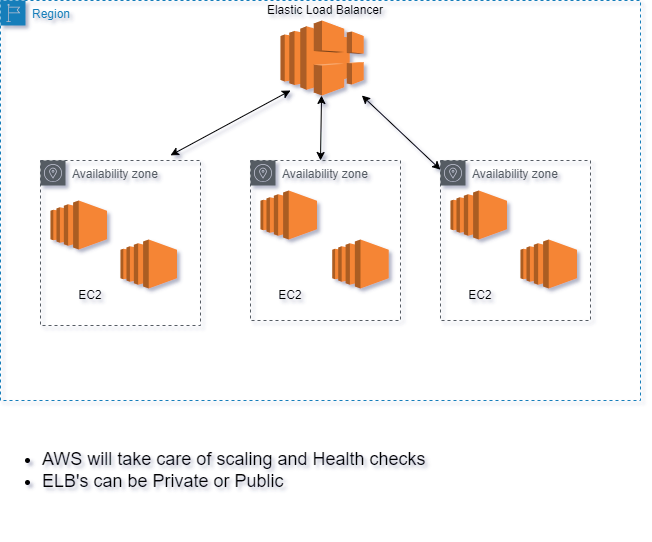 Elastic Load Balancer
Region
Availability zone
Availability zone
Availability zone
EC2
EC2
EC2
• AWS will take care of scaling and Health checks
• ELB's can be Private or Public